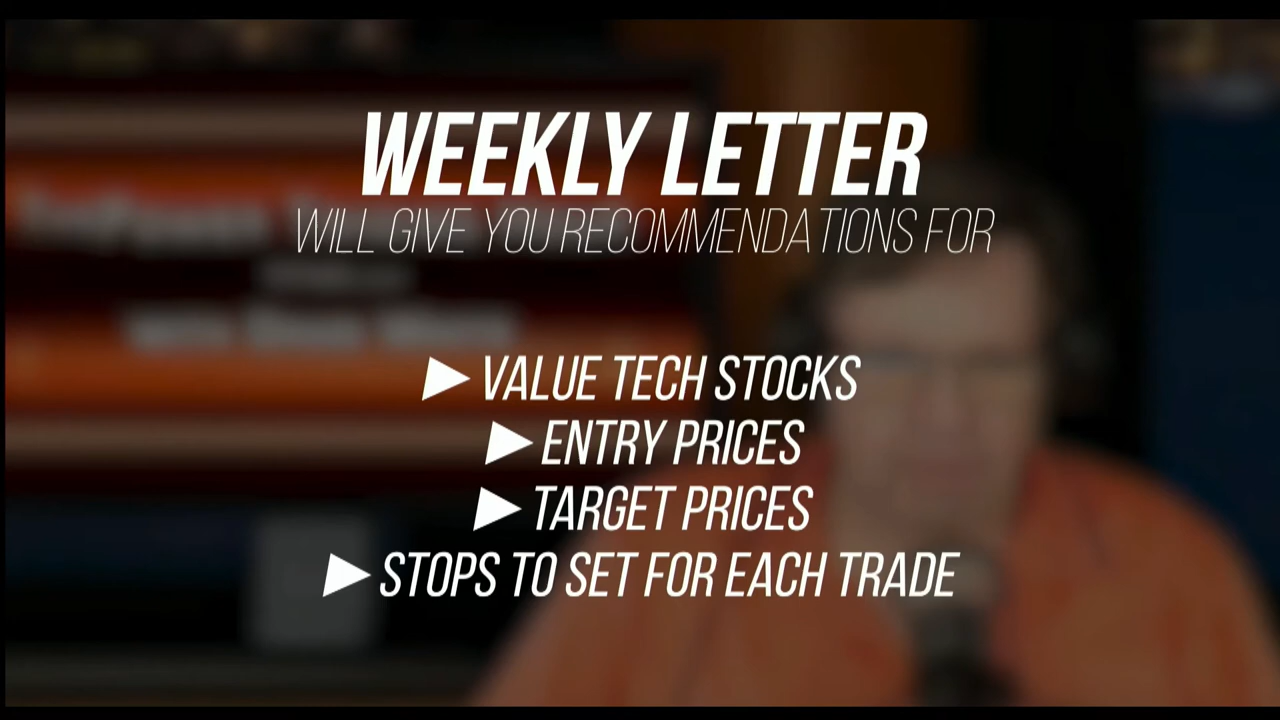 WEEKLY LETTER
WILL GIVE YOU RECOMMENDATIONS FOR
► VALUE TECH STOCKS
► ENTRY PRICES
► TARGET PRICES
► STOPS TO SET FOR EACH TRADE